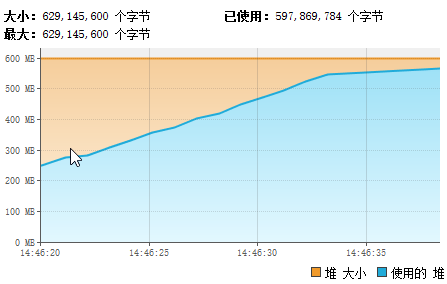 大小: 629,145,600 个字节 已使用: 597,869,784 个字节
最大: 629,145,600 个字节
600 MB
500 MB
400 MB
300 MB
200 MB
100 MB
0 MB
14:46:20 14:46:25 14:46:30 14:46:35
堆 大小 使用的 堆